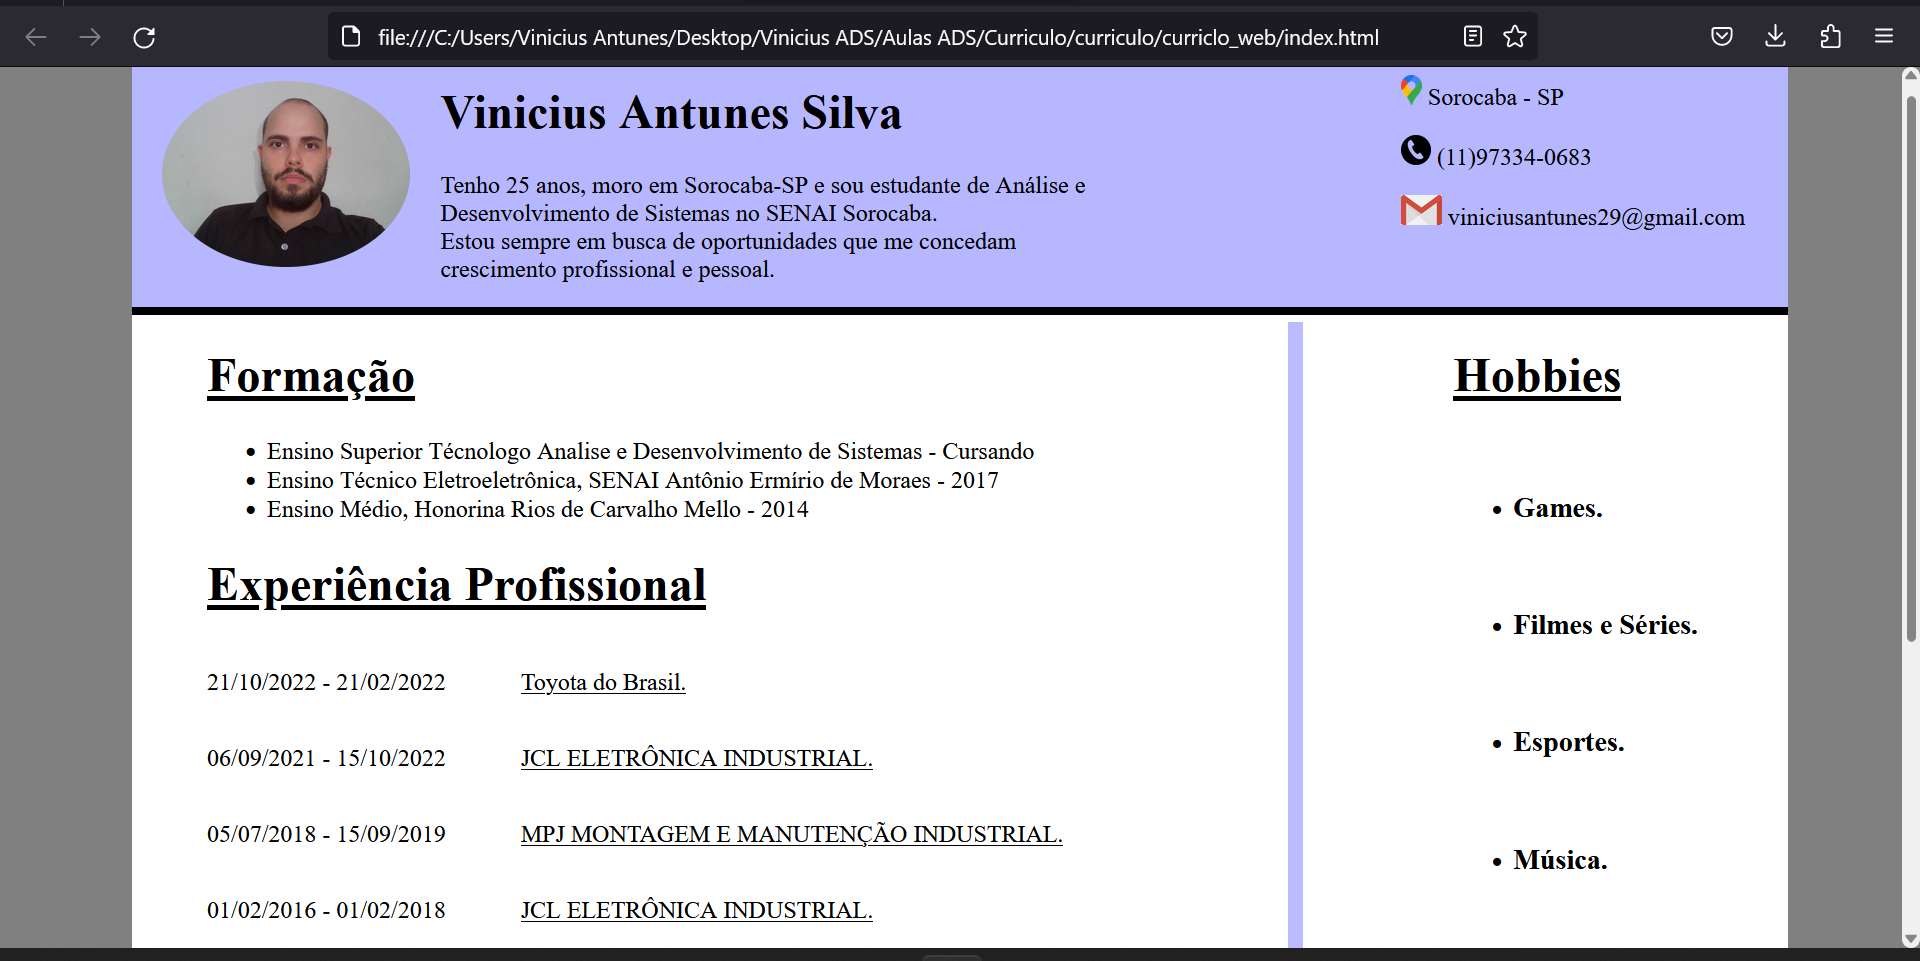 file:///C:/Users/Vinicius Antunes/Desktop/Vinicius ADS/Aulas ADS/Curriculo/curriculo/curriclo_web/index.html
Vinicius Antunes Silva
Tenho 25 anos, moro em Sorocaba-SP e sou estudante de Análise e
Desenvolvimento de Sistemas no SENAI Sorocaba.
Estou sempre em busca de oportunidades que me concedam
crescimento profissional e pessoal.
Sorocaba - SP
(11)97334-0683
viniciusantunes29@gmail.com
Formação
• Ensino Superior Técnologo Analise e Desenvolvimento de Sistemas - Cursando
• Ensino Técnico Eletroeletrônica, SENAI Antônio Ermírio de Moraes - 2017
• Ensino Médio, Honorina Rios de Carvalho Mello - 2014
Experiência Profissional
21/10/2022 - 21/02/2022 Toyota do Brasil.
06/09/2021 - 15/10/2022 JCL ELETRÔNICA INDUSTRIAL.
05/07/2018 - 15/09/2019 MPJ MONTAGEM E MANUTENÇÃO INDUSTRIAL.
01/02/2016 - 01/02/2018 JCL ELETRÔNICA INDUSTRIAL.
Hobbies
• Games.
• Filmes e Séries.
• Esportes.
• Música.